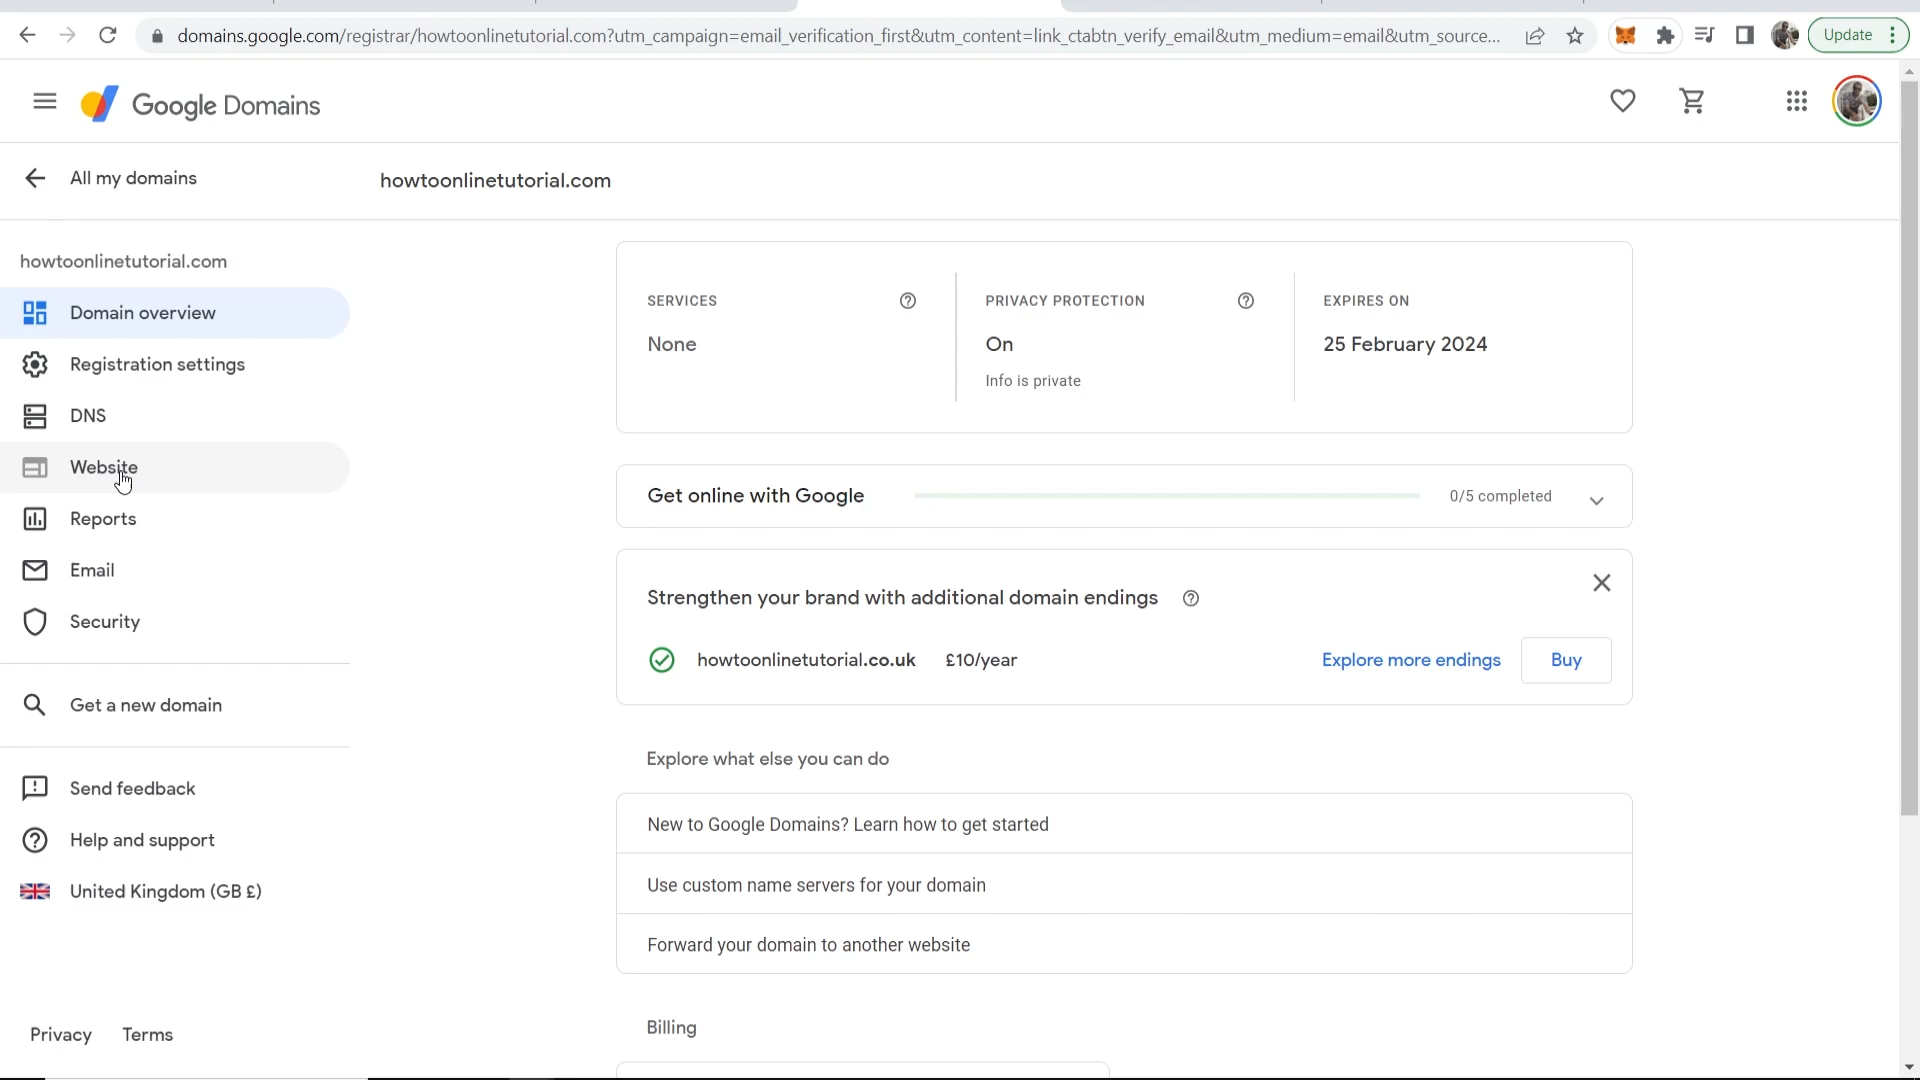 domains.google.com/registrar/howtoonlinetutorial.com?utm_campaign=email_verification_first&utm_content=link_ctabtn_verify_email&utm_medium=email&utm_source...
Update
Google Domains
All my domains
howtoonlinetutorial.com
howtoonlinetutorial.com
Domain overview
Registration settings
DNS
Website
Reports
Email
Security
Get a new domain
Send feedback
Help and support
United Kingdom (GB £)
Privacy Terms
SERVICES
None
PRIVACY PROTECTION
On
Info is private
EXPIRES ON
25 February 2024
Get online with Google
0/5 completed
Strengthen your brand with additional domain endings
howtoonlinetutorial.co.uk £10/year
Explore more endings
Buy
Explore what else you can do
New to Google Domains? Learn how to get started
Use custom name servers for your domain
Forward your domain to another website
Billing